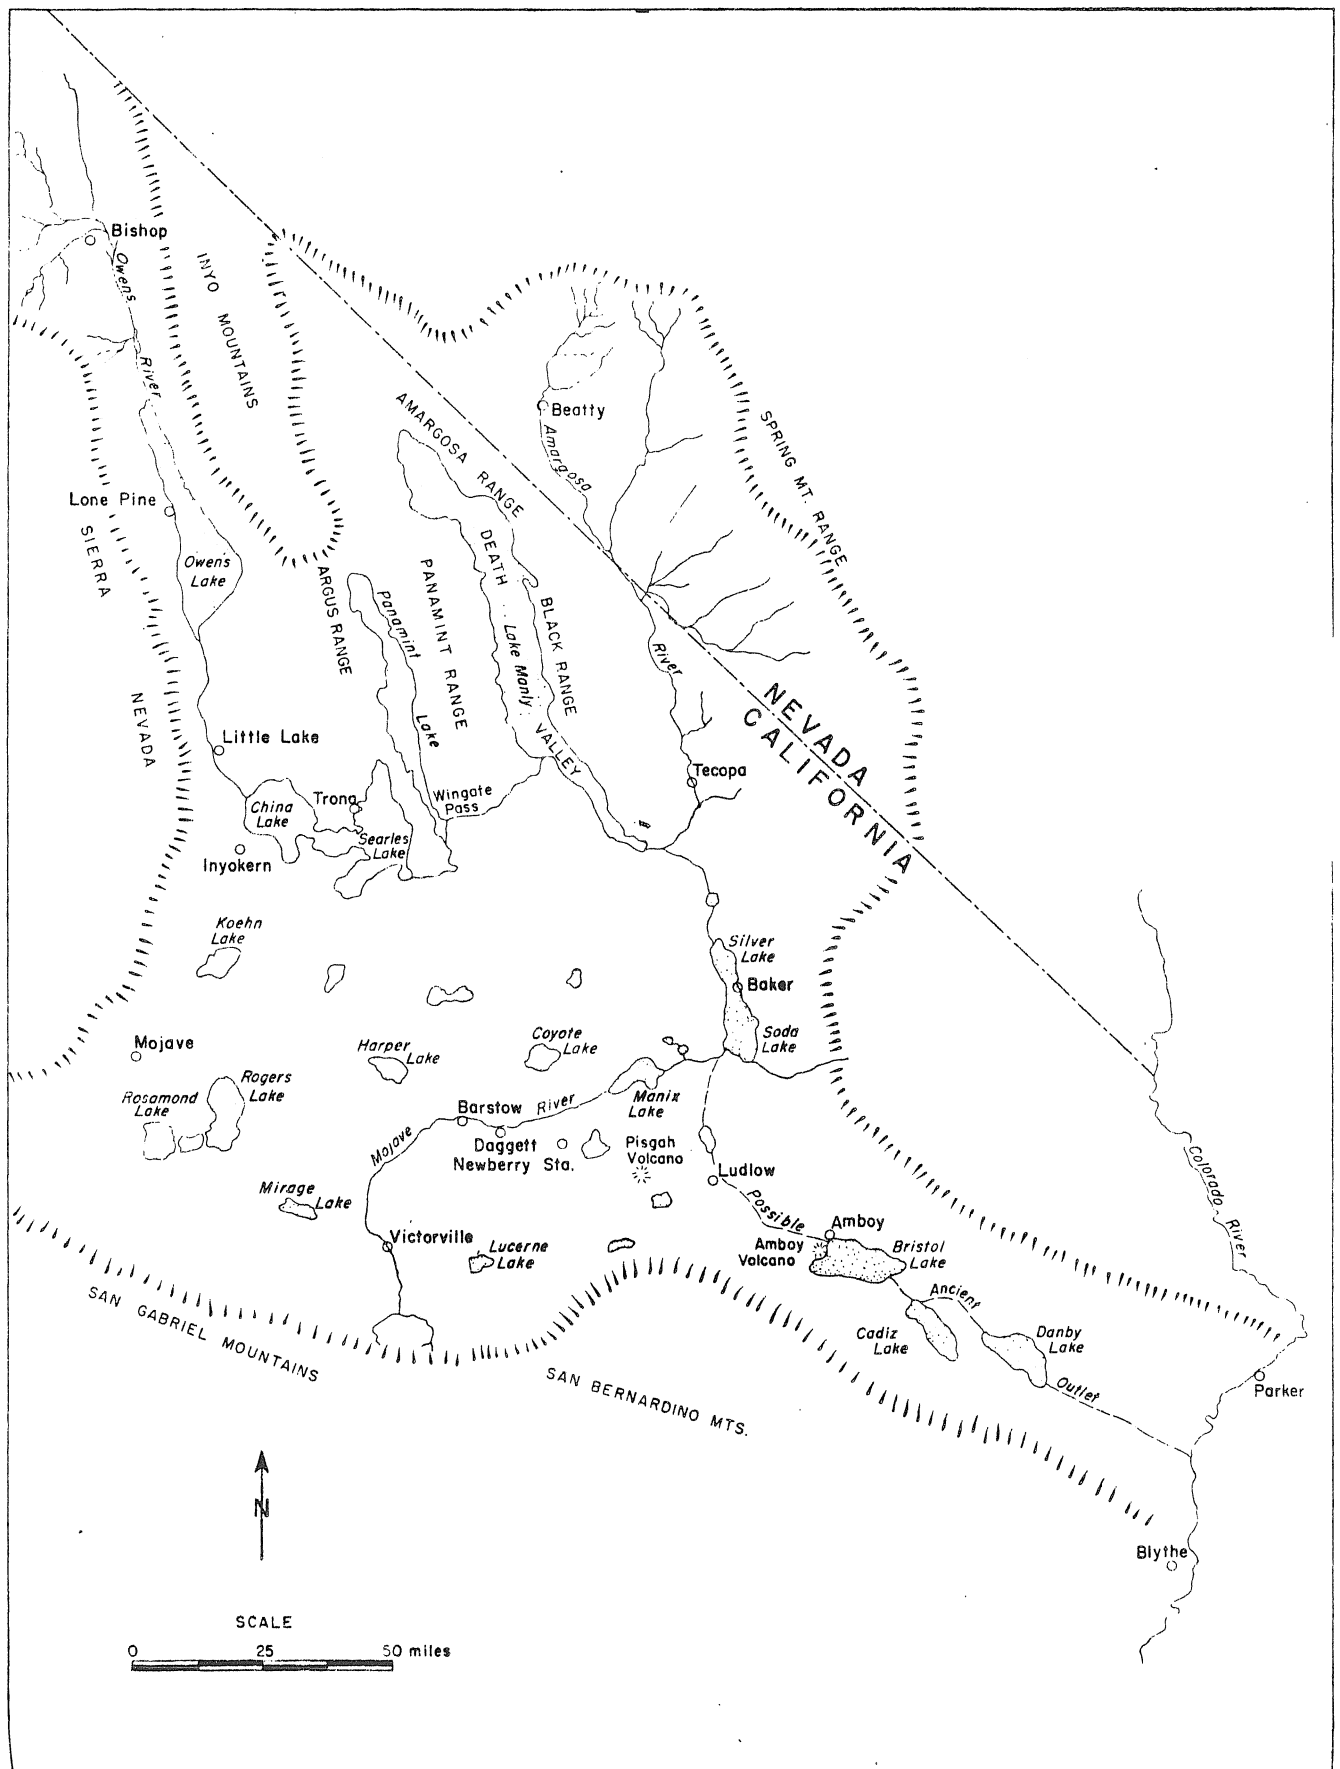 Bishop
Owens
River
INYO MOUNTAINS
AMARGOSA RANGE
Beatty
Amargosa
SPRING MT. RANGE
Lone Pine
SIERRA
NEVADA
Owen's
Lake
ARGUS RANGE
Panamint
Lake
PANAMINT RANGE
DEATH
VALLEY
Lake Manly
BLACK RANGE
River
NEVADA
CALIFORNIA
Little Lake
Tecopa
China
Lake
Trona
Wingate
Pass
Searles
Lake
Inyokern
Koehn
Lake
Silver
Lake
Baker
Soda
Lake
Mojave
Harper
Lake
Coyote
Lake
Rogers
Lake
Rosamond
Lake
Manix
Lake
Barstow
River
Mojave
Daggett
Newberry Sta.
Pisgah
Volcano
Ludlow
Colorado River
Mirage
Lake
Possible
Amboy
Victorville
Lucerne
Lake
Amboy
Volcano
Bristol
Lake
Ancient
Cadiz
Lake
Danby
Lake
Outlet
Parker
SAN GABRIEL MOUNTAINS
SAN BERNARDINO MTS.
N
Blythe
SCALE
0 25 50 miles